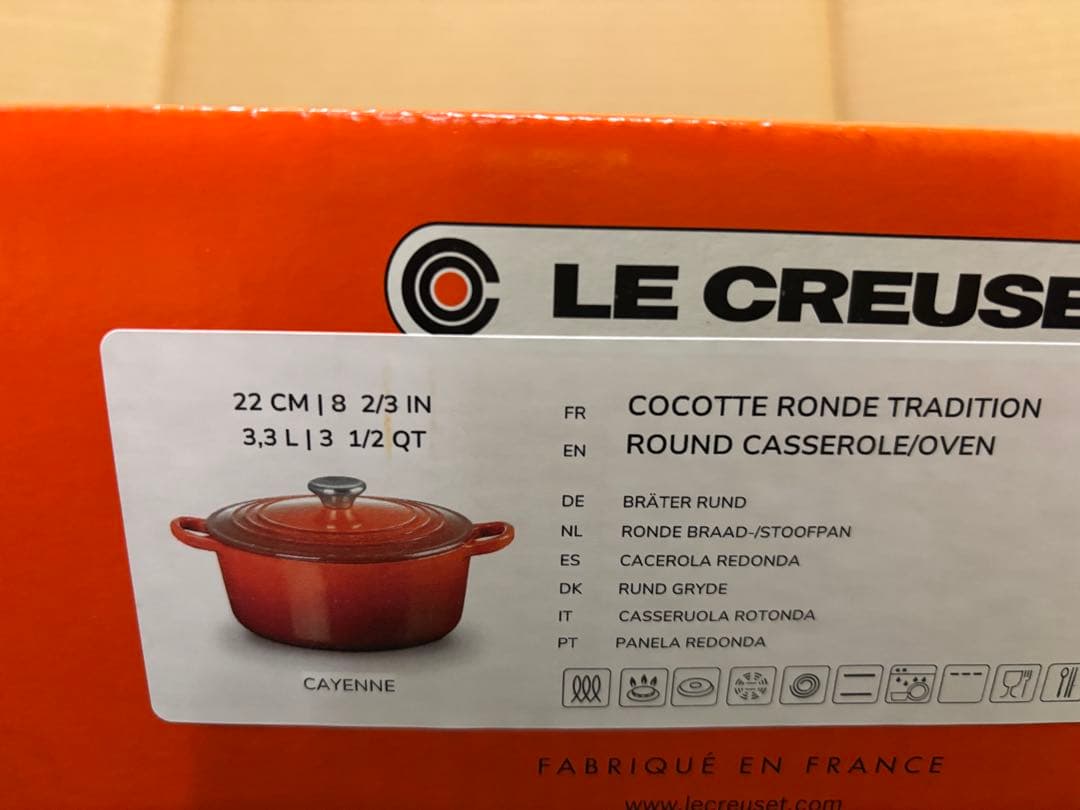 LE CREUSE
22 CM | 8 2/3 IN
3,3 L | 3 1/2 QT
FR COCOTTE RONDE TRADITION
EN ROUND CASSEROLE/OVEN
DE BRÄTER RUND
NL RONDE BRAAD-/STOOFPAN
ES CACEROLA REDONDA
DK RUND GRYDE
IT CASSERUOLA ROTONDA
PT PANELA REDONDA
CAYENNE
FABRIQUÉ EN FRANCE
www.lecreuset.com